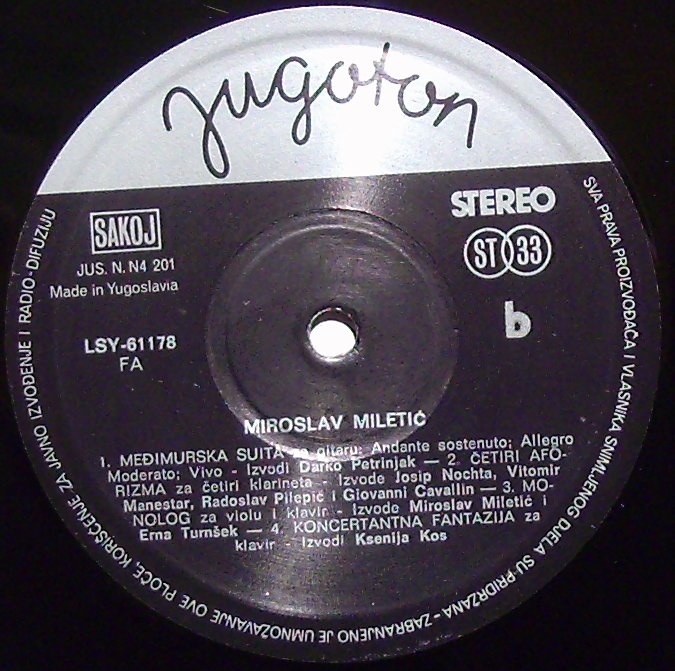 jugoton
STEREO
SAKOJ
ST 33
JUS. N. N4 201
Made in Yugoslavia
b
LSY-61178
FA
MIROSLAV MILETIĆ
1. MEĐIMURSKA SUITA za gitaru: Andante sostenuto; Allegro
Moderato; Vivo - Izvodi Darko Petrinjak — 2. ČETIRI AFO-
RIZMA za četiri klarineta - Izvode Josip Nochta, Vitomir
Manestar, Radoslav Pilepić i Giovanni Cavallin — 3. MO-
NOLOG za violu i klavir - Izvode Miroslav Miletić i
Erna Turnšek — 4. KONCERTANTNA FANTAZIJA za
klavir - Izvodi Ksenija Kos
SVA PRAVA PROIZVOĐAČA I VLASNIKA SNIMLJENOG DJELA SU PRIDRŽANA - ZABRANJENO JE UMNOŽAVANJE OVE PLOČE, KORIŠĆENJE ZA JAVNO IZVOĐENJE I RADIO-DIFUZIJU